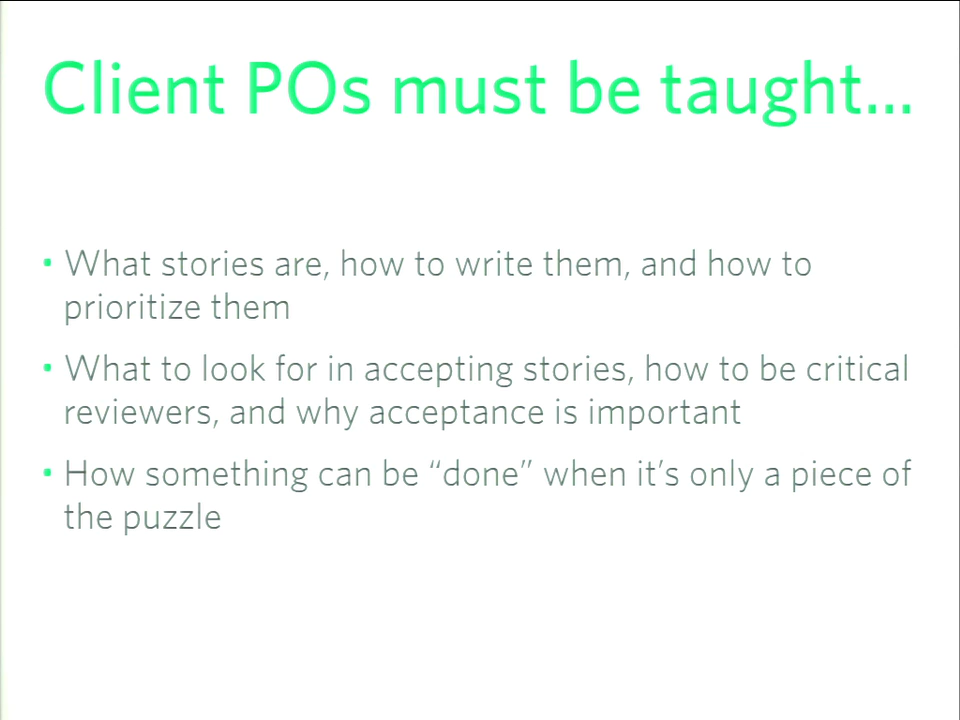 Client POs must be taught...
• What stories are, how to write them, and how to
prioritize them
• What to look for in accepting stories, how to be critical
reviewers, and why acceptance is important
• How something can be “done” when it’s only a piece of
the puzzle